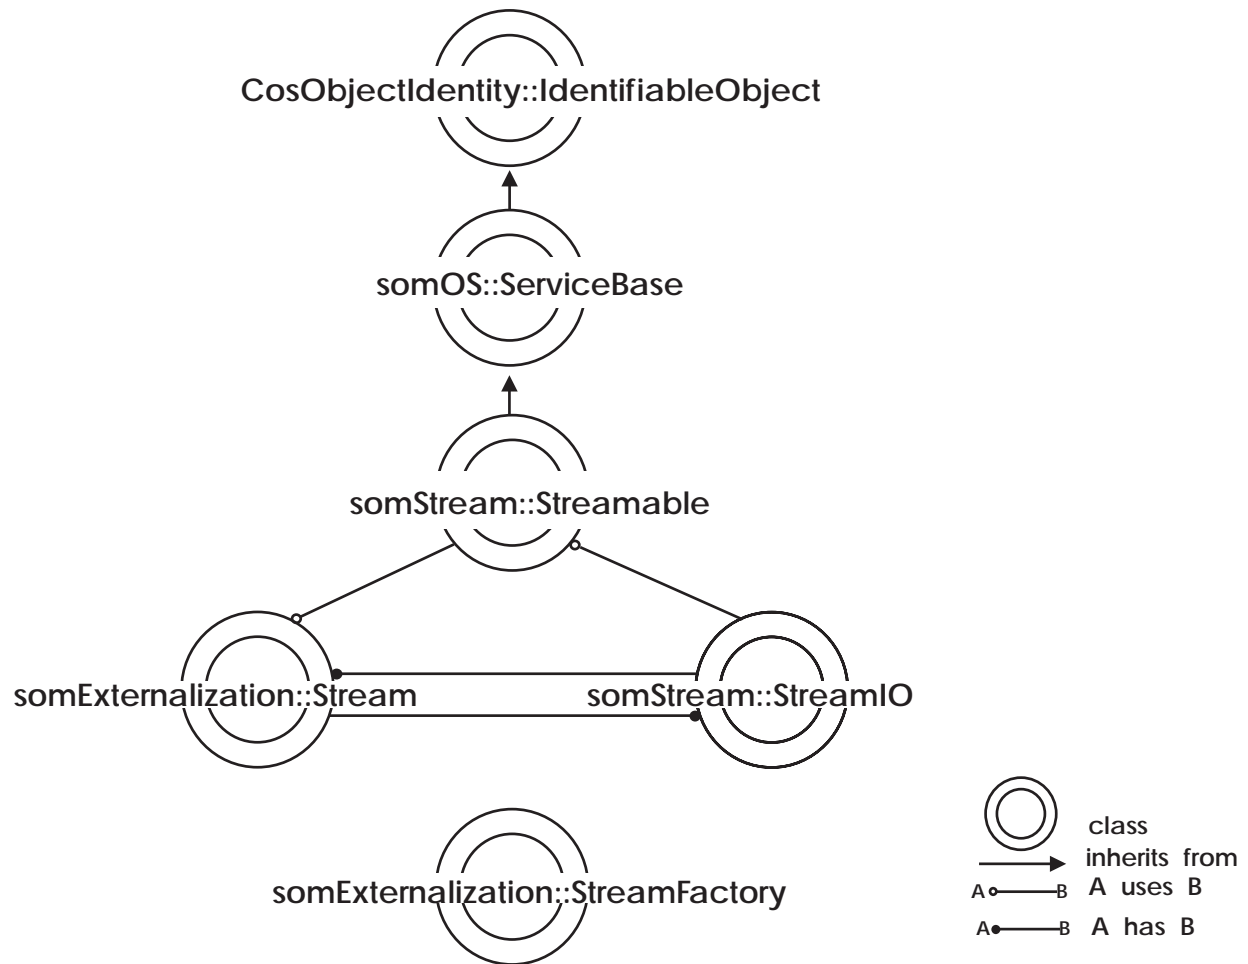 CosObjectIdentity::IdentifiableObject
somOS::ServiceBase
somStream::Streamable
somExternalization::Stream
somStream::StreamIO
somExternalization::StreamFactory
class
inherits from
A B A uses B
A B A has B